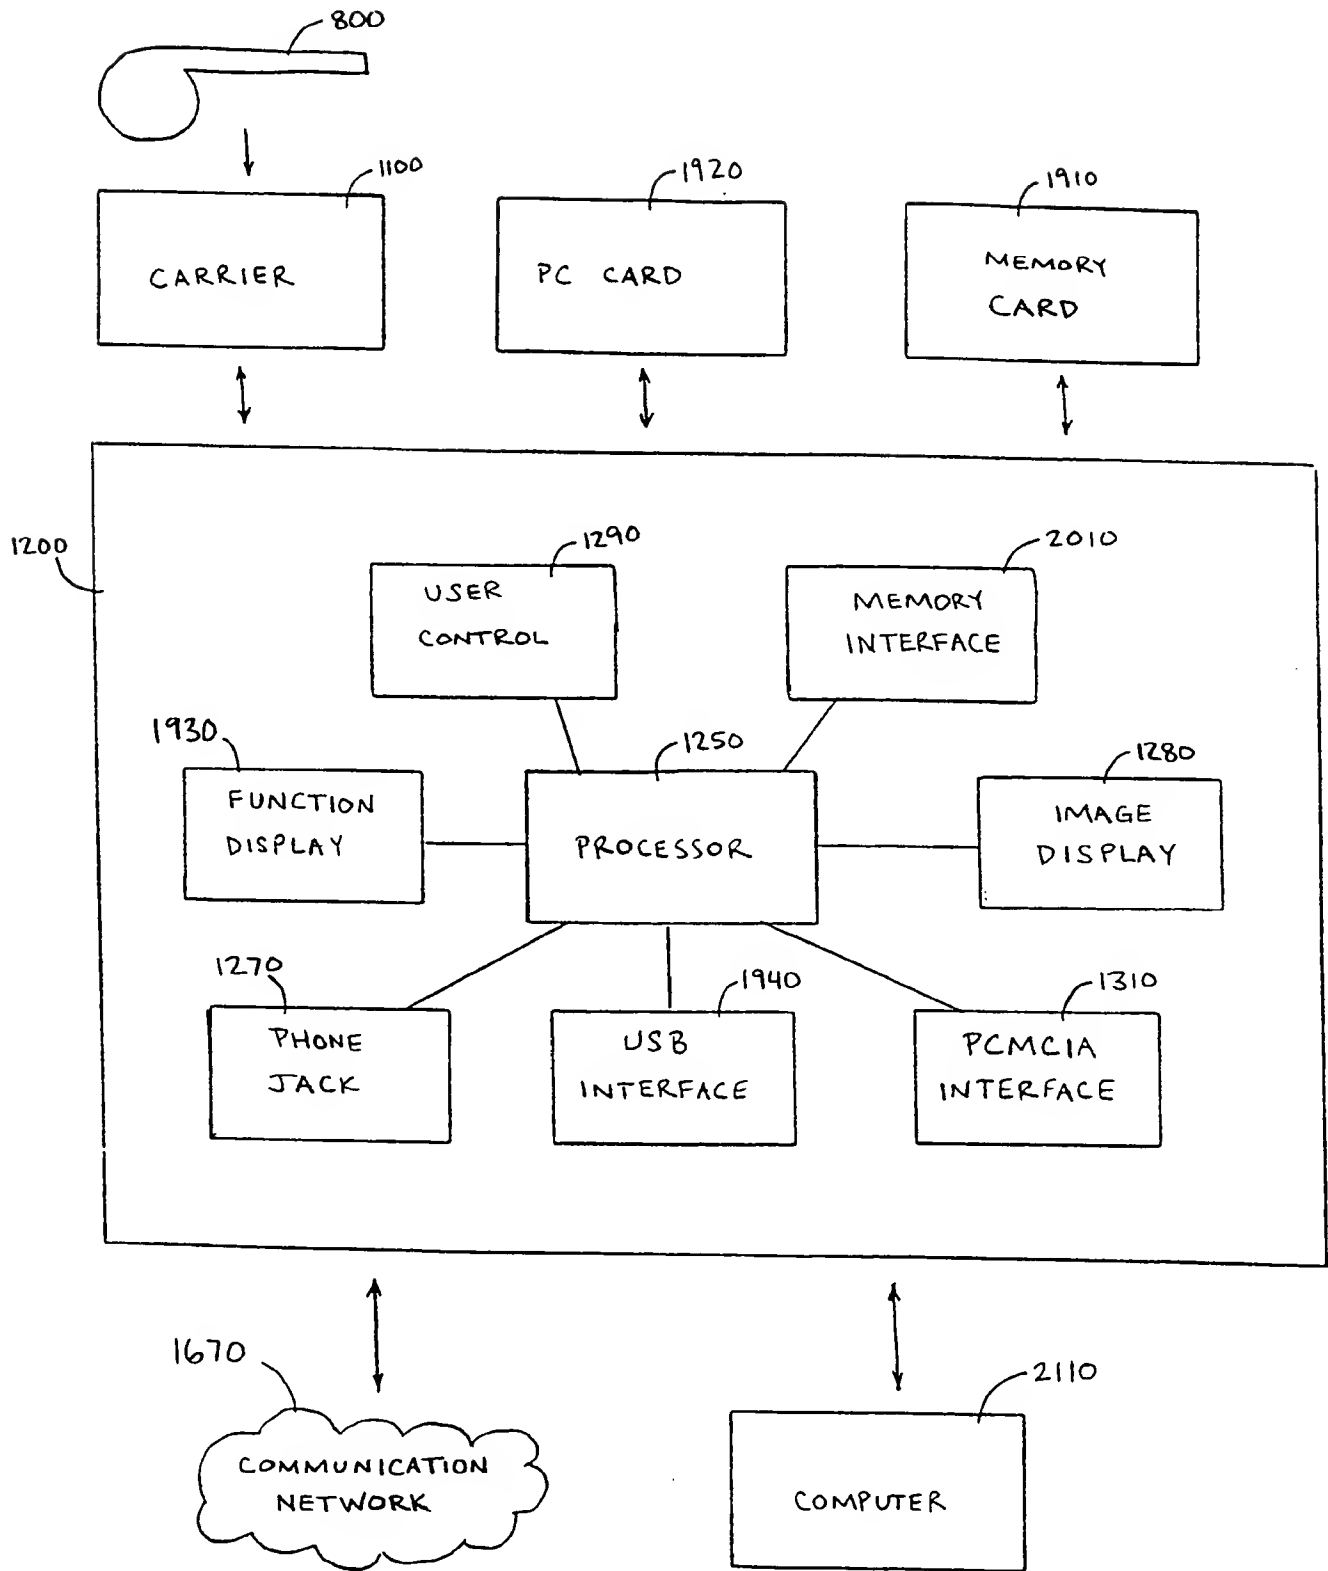 800
1100
1920
1910
CARRIER
PC CARD
MEMORY
CARD
1200
1290
2010
USER
CONTROL
MEMORY
INTERFACE
1930
1250
1280
FUNCTION
DISPLAY
PROCESSOR
IMAGE
DISPLAY
1270
1940
1310
PHONE
JACK
USB
INTERFACE
PCMCIA
INTERFACE
1670
2110
COMMUNICATION
NETWORK
COMPUTER